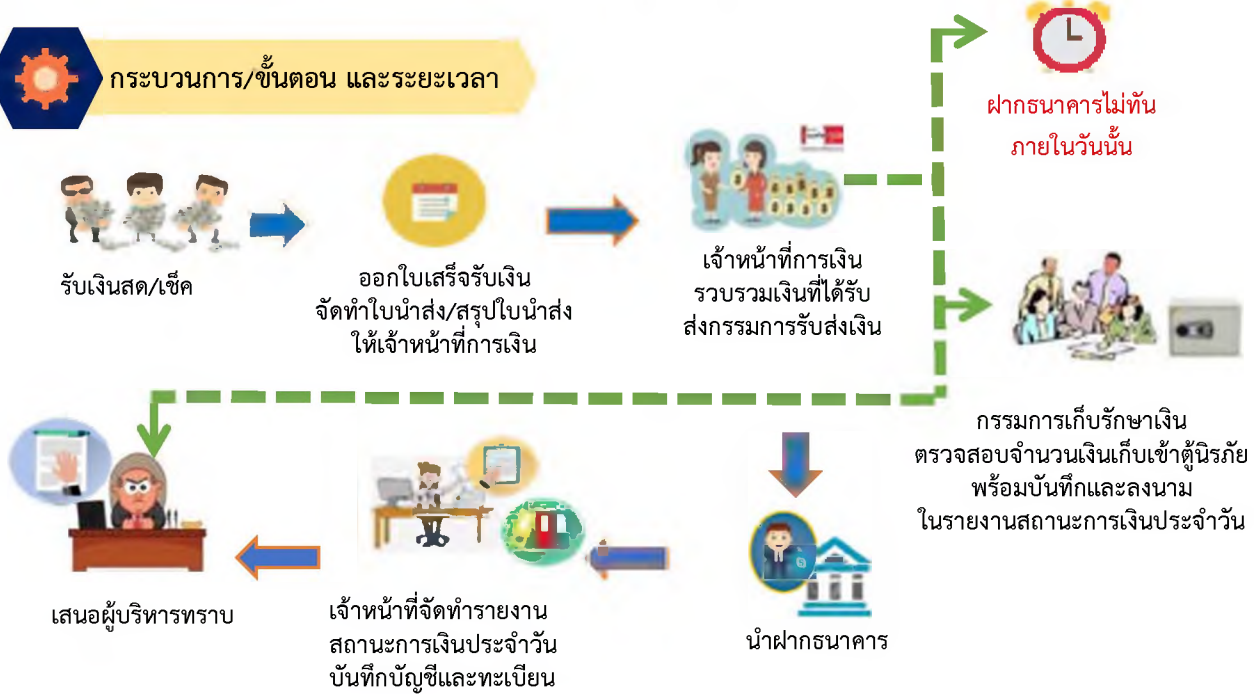 กระบวนการ/ขั้นตอน และระยะเวลา
ฝากธนาคารไม่ทัน
ภายในวันนั้น
รับเงินสด/เช็ค
ออกใบเสร็จรับเงิน
จัดทำใบนำส่ง/สรุปใบนำส่ง
ให้เจ้าหน้าที่การเงิน
เจ้าหน้าที่การเงิน
รวบรวมเงินที่ได้รับ
ส่งกรรมการรับส่งเงิน
กรรมการเก็บรักษาเงิน
ตรวจสอบจำนวนเงินเก็บเข้าตู้นิรภัย
พร้อมบันทึกและลงนาม
ในรายงานสถานะการเงินประจำวัน
นำฝากธนาคาร
เจ้าหน้าที่จัดทำรายงาน
สถานะการเงินประจำวัน
บันทึกบัญชีและทะเบียน
เสนอผู้บริหารทราบ